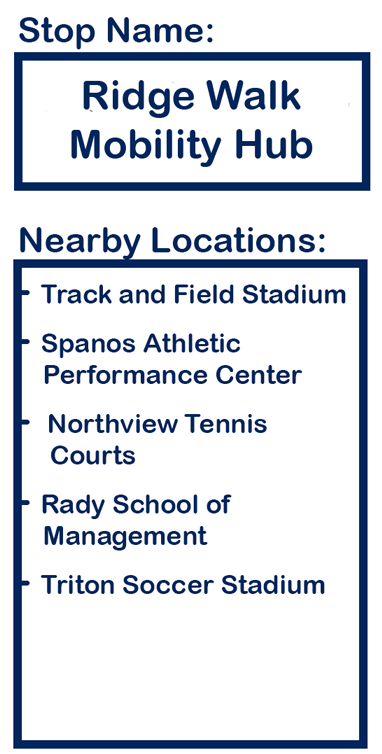 Stop Name:
Ridge Walk
Mobility Hub
Nearby Locations:
- Track and Field Stadium
- Spanos Athletic
Performance Center
- Northview Tennis
Courts
- Rady School of
Management
- Triton Soccer Stadium